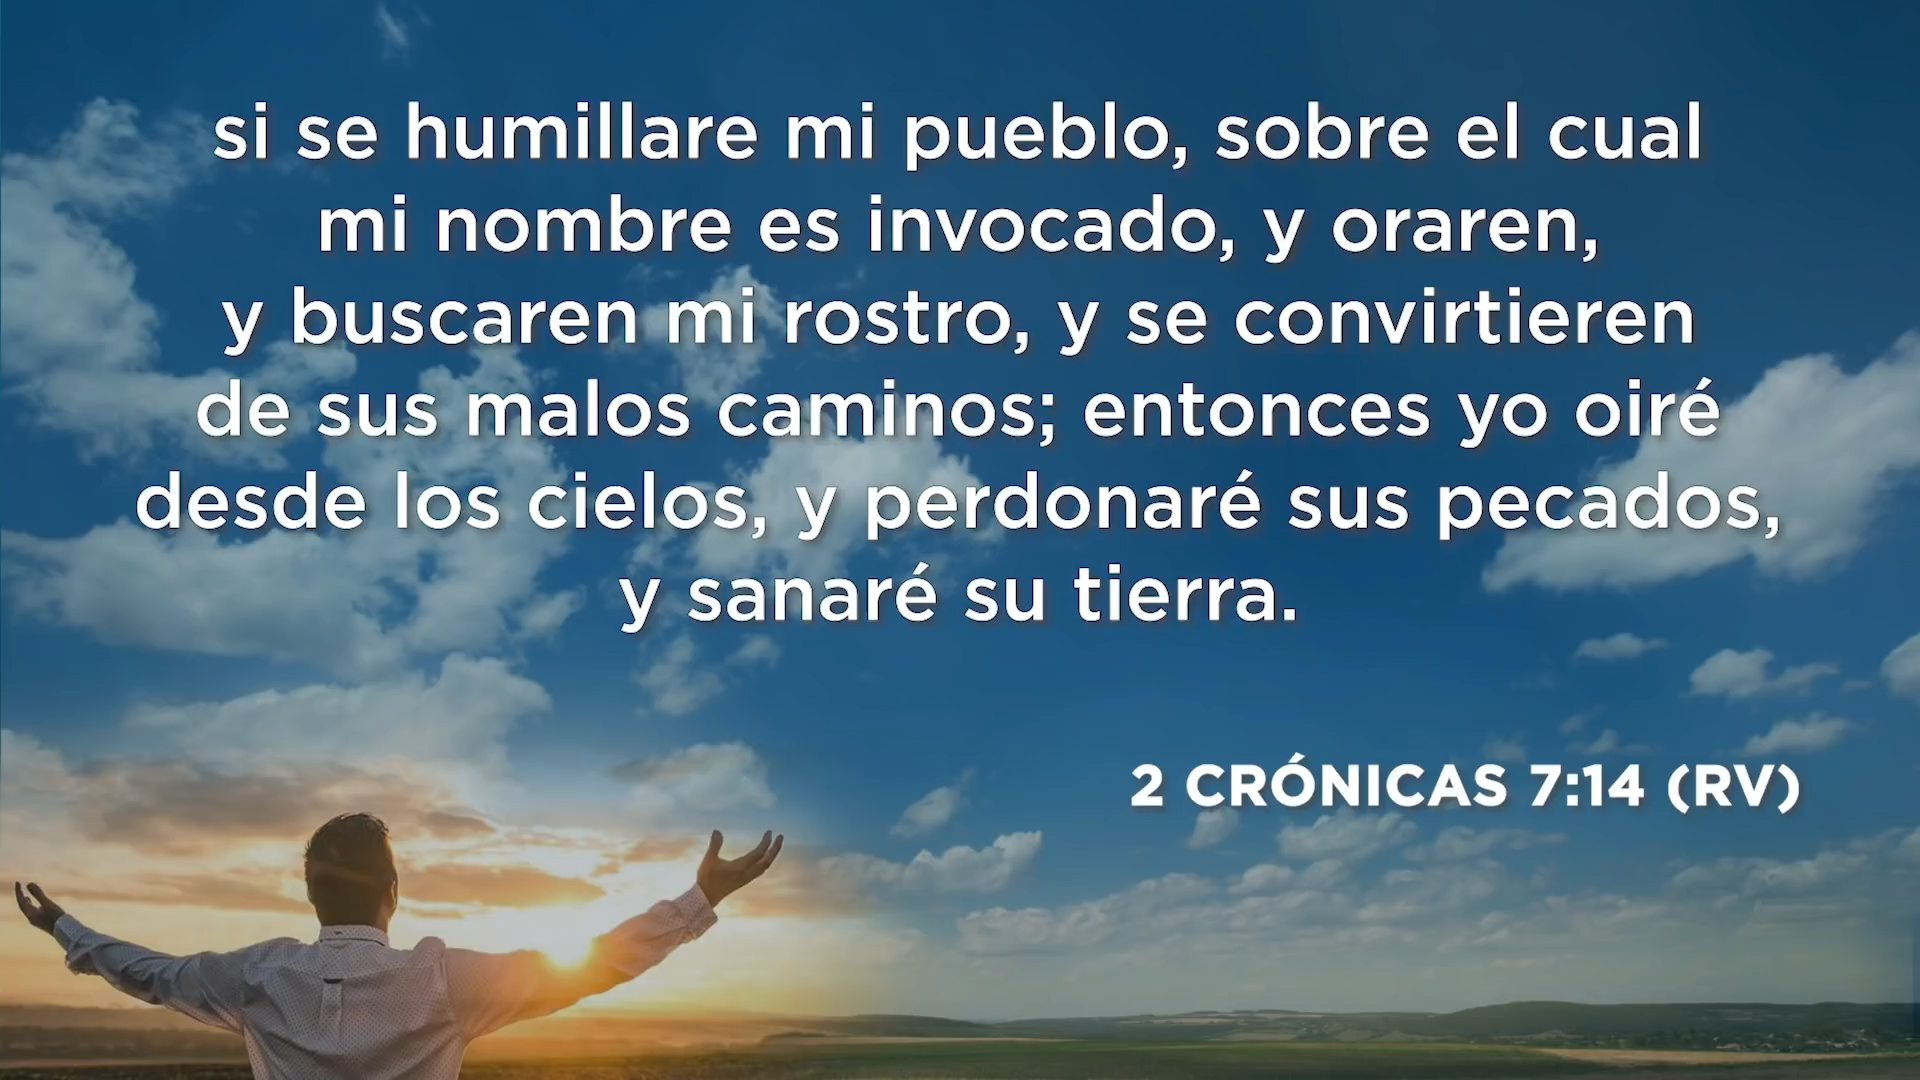 si se humillare mi pueblo, sobre el cual
mi nombre es invocado, y oraren,
y buscaren mi rostro, y se convirtieren
de sus malos caminos; entonces yo oiré
desde los cielos, y perdonaré sus pecados,
y sanaré su tierra.
2 CRÓNICAS 7:14 (RV)